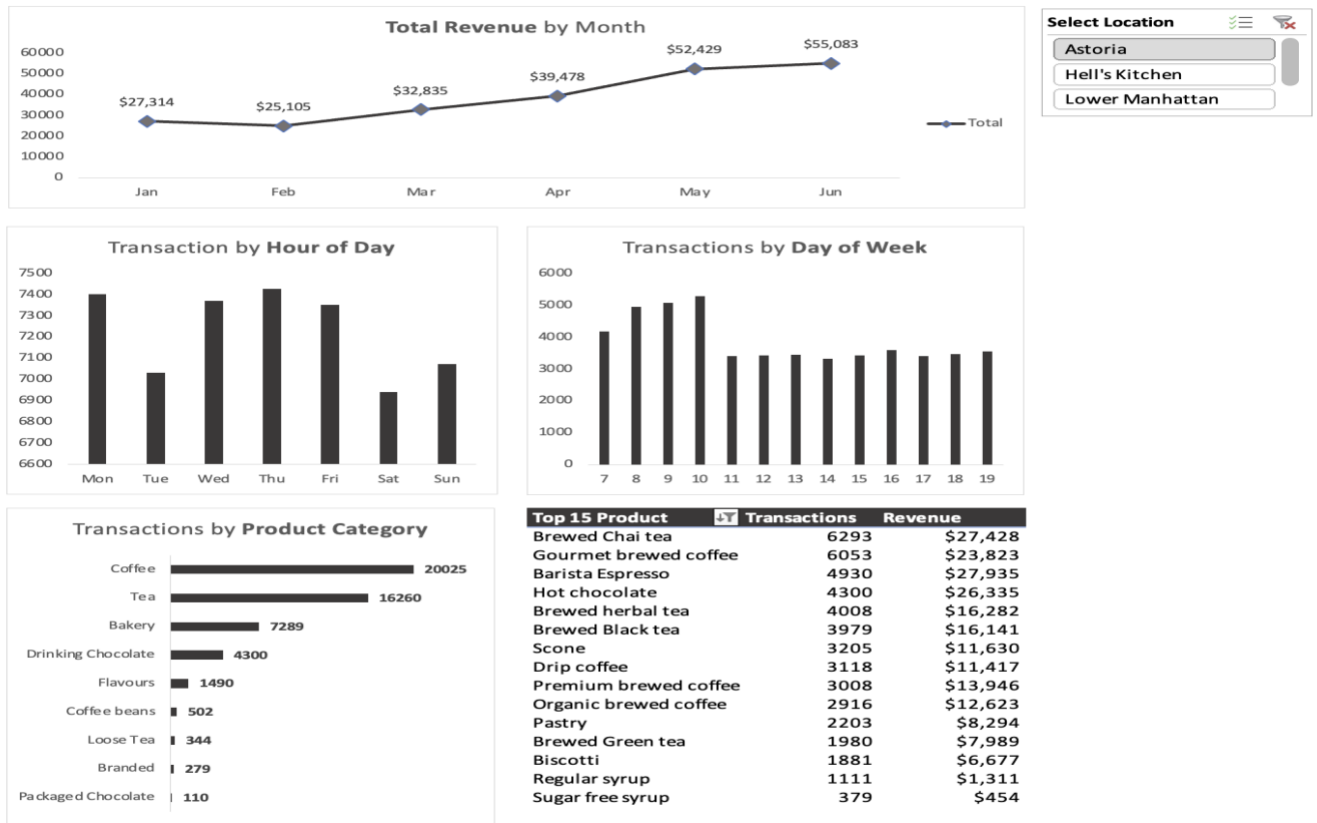 Total Revenue by Month
60000
50000
40000
30000
20000
10000
0
$27,314
$25,105
$32,835
$39,478
$52,429
$55,083
Jan Feb Mar Apr May Jun
Total
Select Location
Astoria
Hell's Kitchen
Lower Manhattan
Transaction by Hour of Day
7500
7400
7300
7200
7100
7000
6900
6800
6700
6600
Mon Tue Wed Thu Fri Sat Sun
Transactions by Day of Week
6000
5000
4000
3000
2000
1000
0
7 8 9 10 11 12 13 14 15 16 17 18 19
Transactions by Product Category
Coffee 20025
Tea 16260
Bakery 7289
Drinking Chocolate 4300
Flavours 1490
Coffee beans 502
Loose Tea 344
Branded 279
Packaged Chocolate 110
Top 15 Product Transactions Revenue
Brewed Chai tea 6293 $27,428
Gourmet brewed coffee 6053 $23,823
Barista Espresso 4930 $27,935
Hot chocolate 4300 $26,335
Brewed herbal tea 4008 $16,282
Brewed Black tea 3979 $16,141
Scone 3205 $11,630
Drip coffee 3118 $11,417
Premium brewed coffee 3008 $13,946
Organic brewed coffee 2916 $12,623
Pastry 2203 $8,294
Brewed Green tea 1980 $7,989
Biscotti 1881 $6,677
Regular syrup 1111 $1,311
Sugar free syrup 379 $454